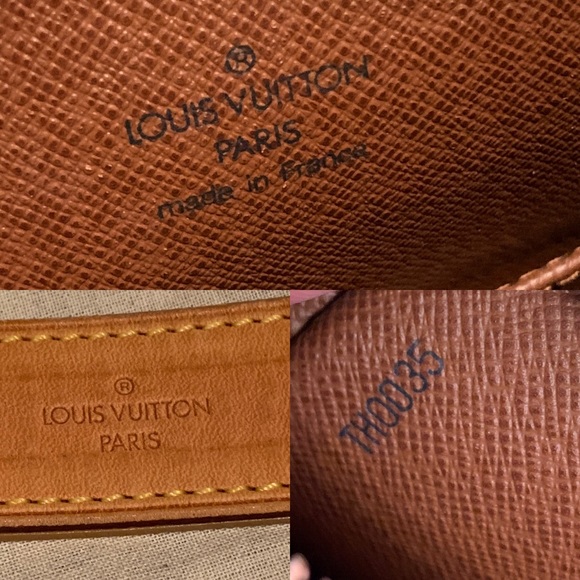 ®
LOUIS VUITTON
PARIS
made in France
®
LOUIS VUITTON
PARIS
TH0035